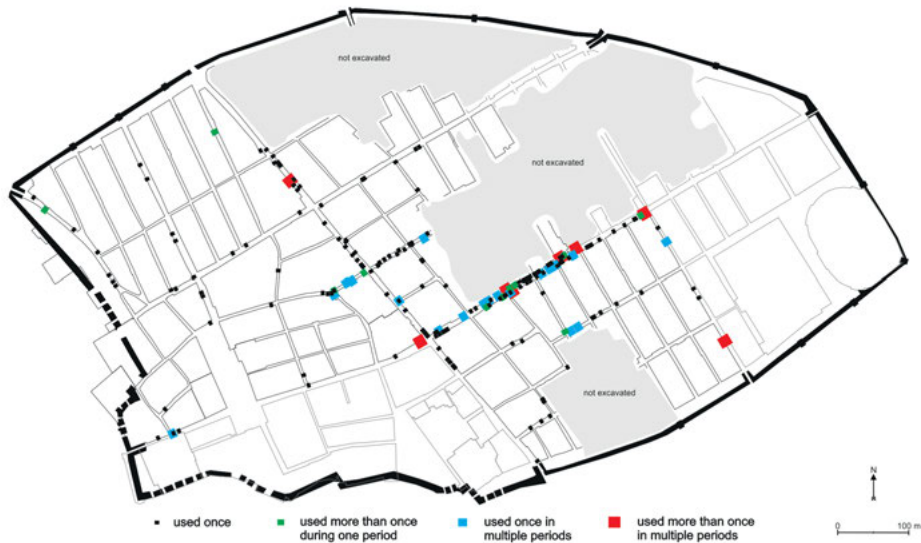 not excavated
not excavated
not excavated
N
used once
used more than once
during one period
used once in
multiple periods
used more than once
in multiple periods
0 100 m